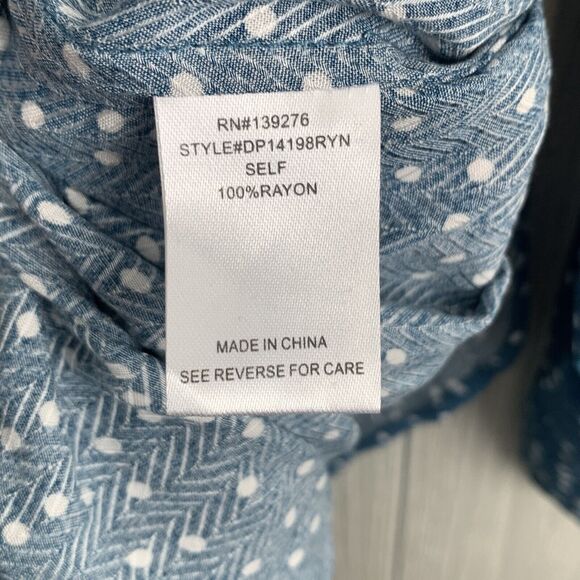 RN#139276
STYLE#DP14198RYN
SELF
100%RAYON
MADE IN CHINA
SEE REVERSE FOR CARE